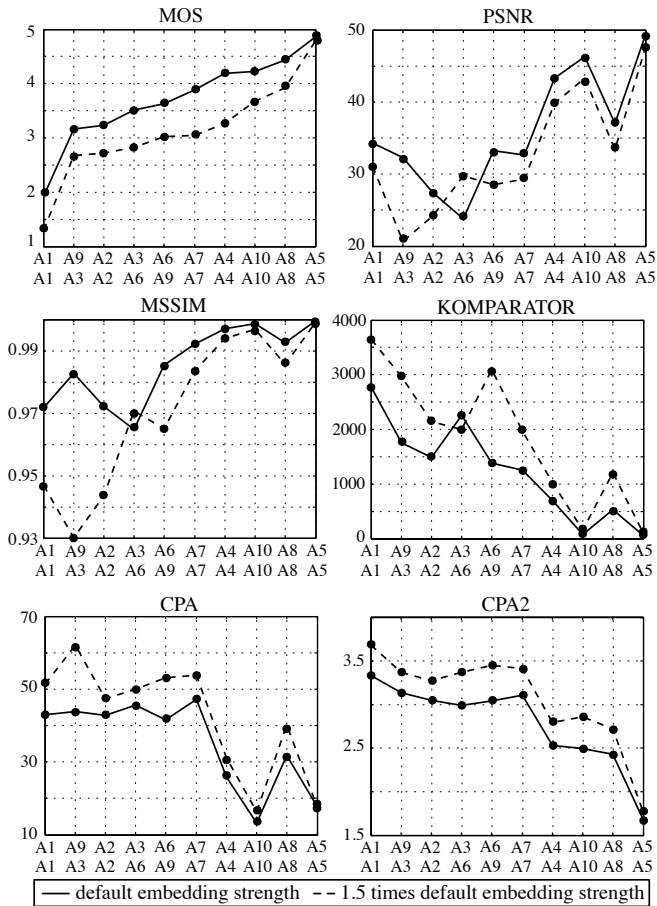 MOS
5
4
3
2
1
A1 A9 A2 A3 A6 A7 A4 A10 A8 A5
A1 A3 A2 A6 A9 A7 A4 A10 A8 A5
PSNR
50
40
30
20
A1 A9 A2 A3 A6 A7 A4 A10 A8 A5
A1 A3 A2 A6 A9 A7 A4 A10 A8 A5
MSSIM
0.99
0.97
0.95
0.93
A1 A9 A2 A3 A6 A7 A4 A10 A8 A5
A1 A3 A2 A6 A9 A7 A4 A10 A8 A5
KOMPARATOR
4000
3000
2000
1000
0
A1 A9 A2 A3 A6 A7 A4 A10 A8 A5
A1 A3 A2 A6 A9 A7 A4 A10 A8 A5
CPA
70
50
30
10
A1 A9 A2 A3 A6 A7 A4 A10 A8 A5
A1 A3 A2 A6 A9 A7 A4 A10 A8 A5
CPA2
3.5
2.5
1.5
A1 A9 A2 A3 A6 A7 A4 A10 A8 A5
A1 A3 A2 A6 A9 A7 A4 A10 A8 A5
default embedding strength
1.5 times default embedding strength